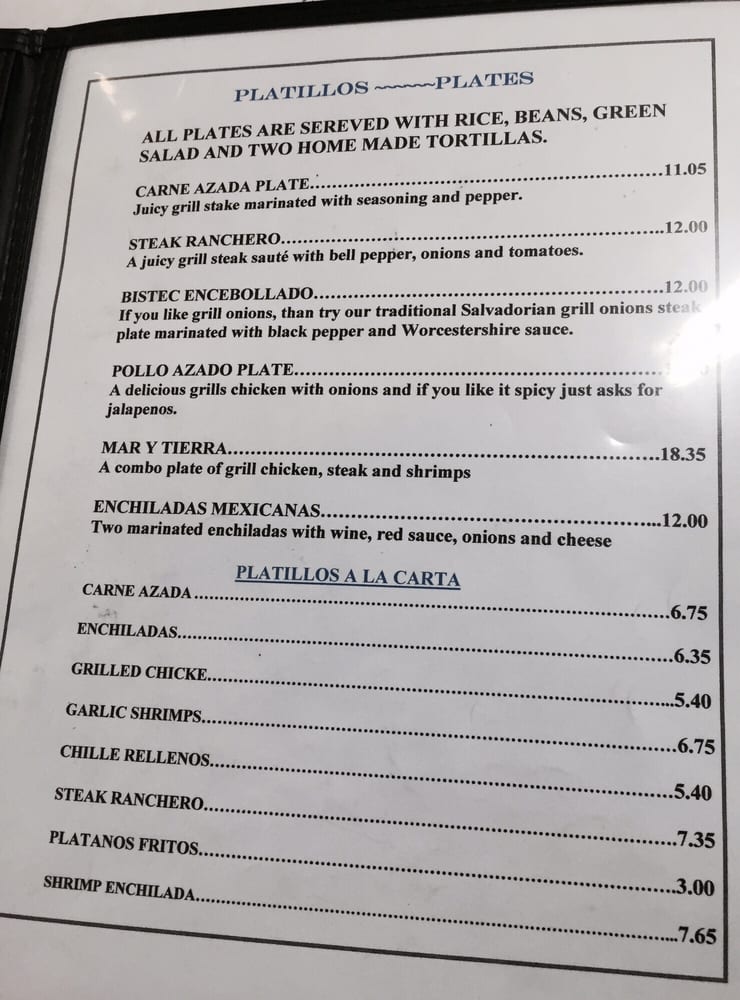 PLATILLOS ~~~~~PLATES
ALL PLATES ARE SEREVED WITH RICE, BEANS, GREEN
SALAD AND TWO HOME MADE TORTILLAS.
CARNE AZADA PLATE..........................................................11.05
Juicy grill stake marinated with seasoning and pepper.
STEAK RANCHERO................................................................12.00
A juicy grill steak sauté with bell pepper, onions and tomatoes.
BISTEC ENCEBOLLADO..........................................................12.00
If you like grill onions, than try our traditional Salvadorian grill onions steak
plate marinated with black pepper and Worcestershire sauce.
POLLO AZADO PLATE..........................................................
A delicious grills chicken with onions and if you like it spicy just asks for
jalapenos.
MAR Y TIERRA......................................................................18.35
A combo plate of grill chicken, steak and shrimps
ENCHILADAS MEXICANAS......................................................12.00
Two marinated enchiladas with wine, red sauce, onions and cheese
PLATILLOS A LA CARTA
CARNE AZADA..........................................................................6.75
ENCHILADAS............................................................................6.35
GRILLED CHICKE......................................................................5.40
GARLIC SHRIMPS......................................................................6.75
CHILLE RELLENOS....................................................................5.40
STEAK RANCHERO....................................................................7.35
PLATANOS FRITOS....................................................................3.00
SHRIMP ENCHILADA..................................................................7.65